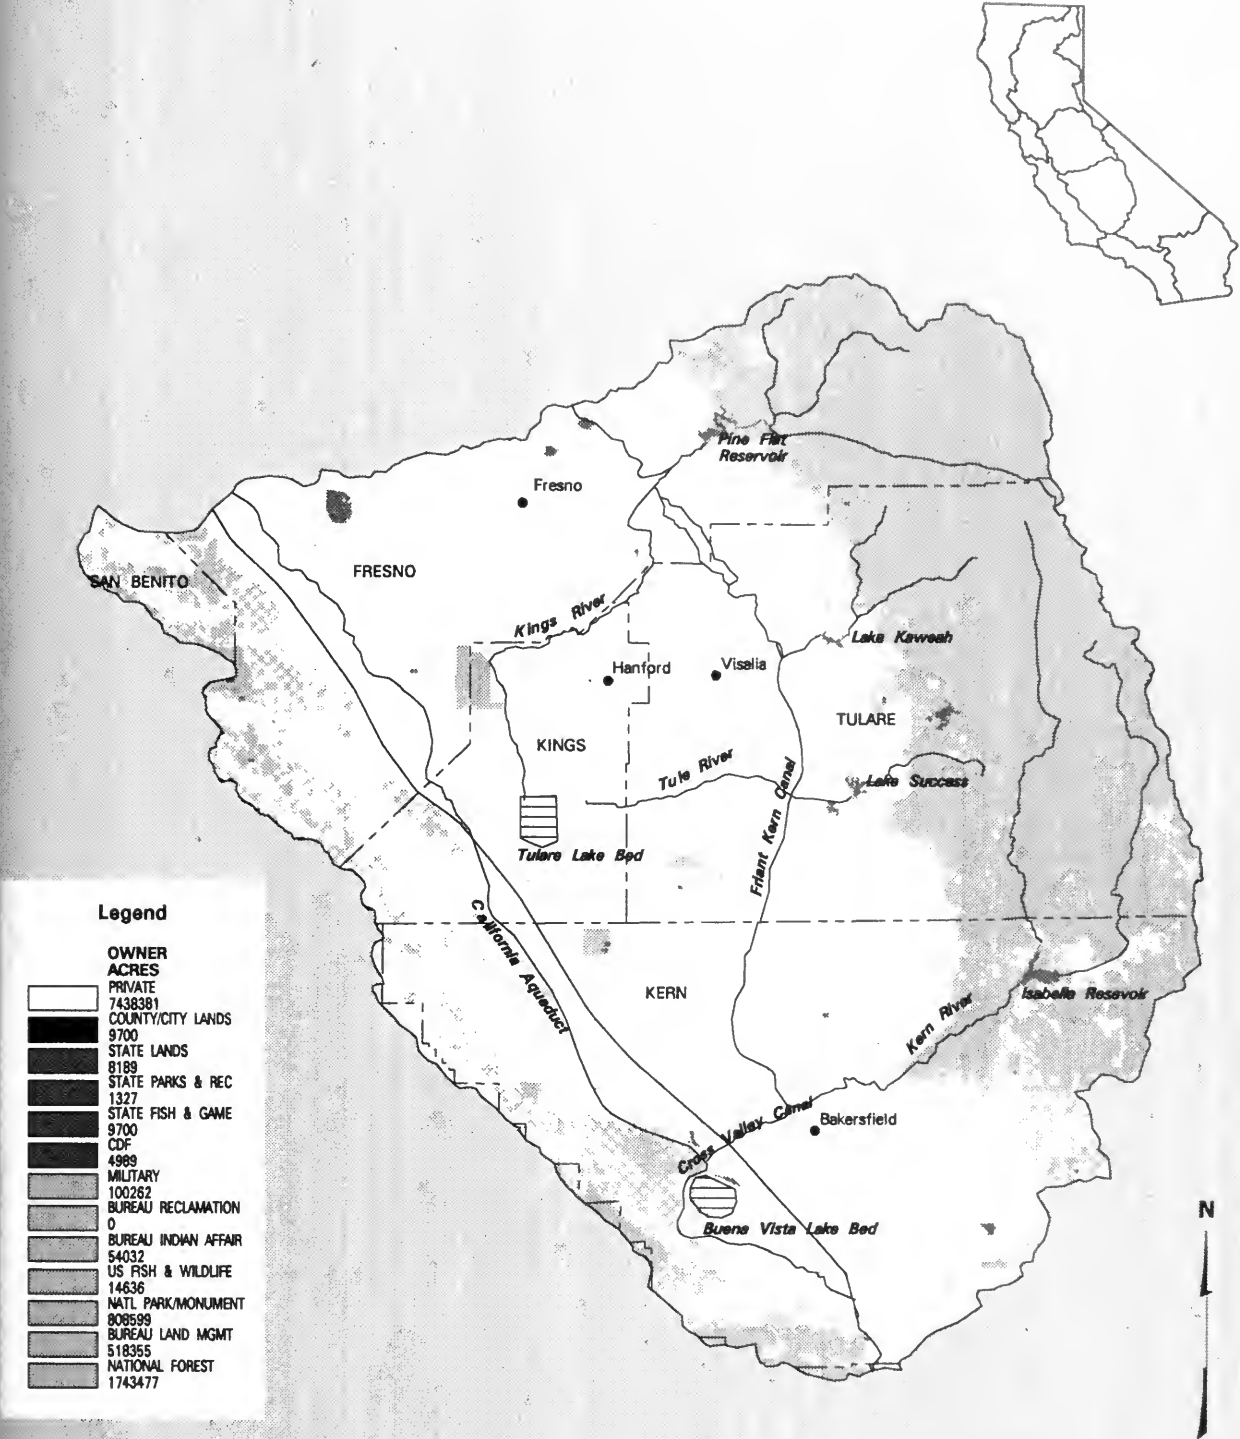 Pine Flat
Reservoir
Fresno
SAN BENITO
FRESNO
Kings River
Lake Kaweah
Hanford
Visalia
TULARE
KINGS
Tule River
Lake Success
Friant Kern Canal
Tulare Lake Bed
California Aqueduct
KERN
Isabella Resevoir
Kern River
Cross Valley Canal
Bakersfield
Buena Vista Lake Bed
N
Legend
OWNER
ACRES
PRIVATE
7438381
COUNTY/CITY LANDS
9700
STATE LANDS
8189
STATE PARKS & REC
1327
STATE FISH & GAME
9700
CDF
4989
MILITARY
100262
BUREAU RECLAMATION
0
BUREAU INDIAN AFFAIR
54032
US FISH & WILDLIFE
14636
NATL PARK/MONUMENT
808599
BUREAU LAND MGMT
518355
NATIONAL FOREST
1743477